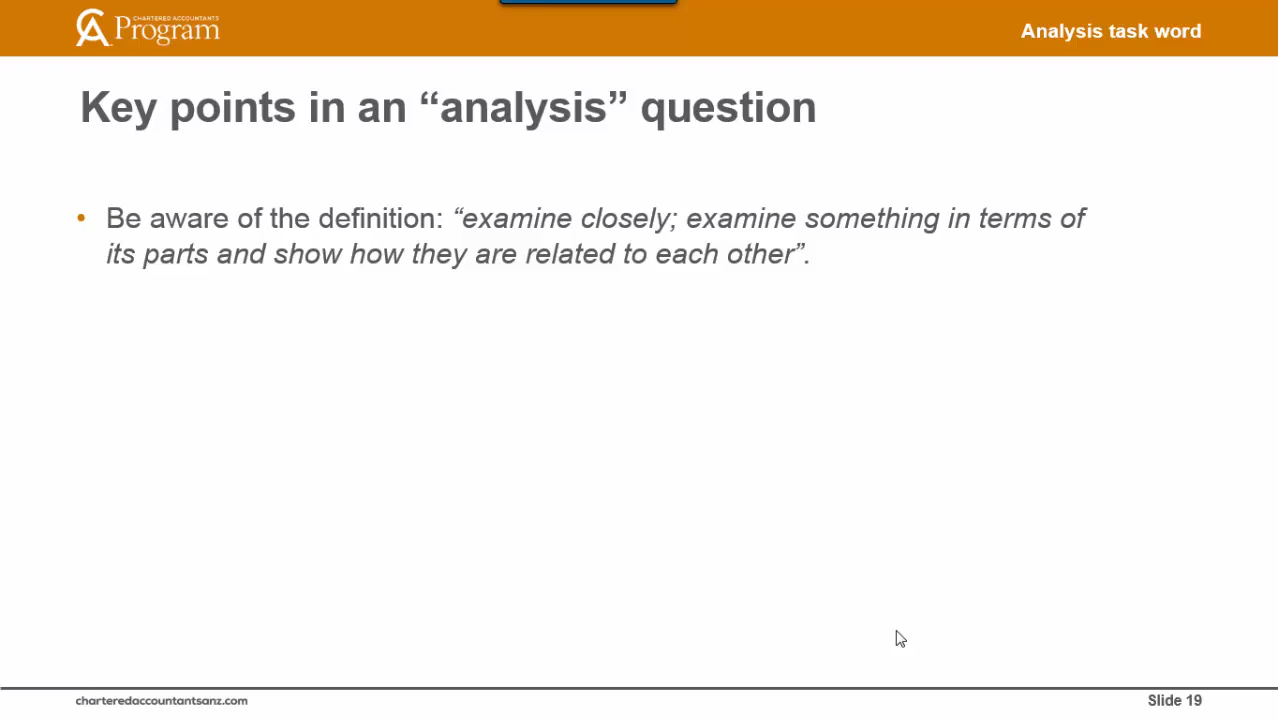 CHARTERED ACCOUNTANTS
CA Program
Analysis task word
Key points in an “analysis” question
• Be aware of the definition: “examine closely; examine something in terms of
its parts and show how they are related to each other”.
charteredaccountantsanz.com
Slide 19